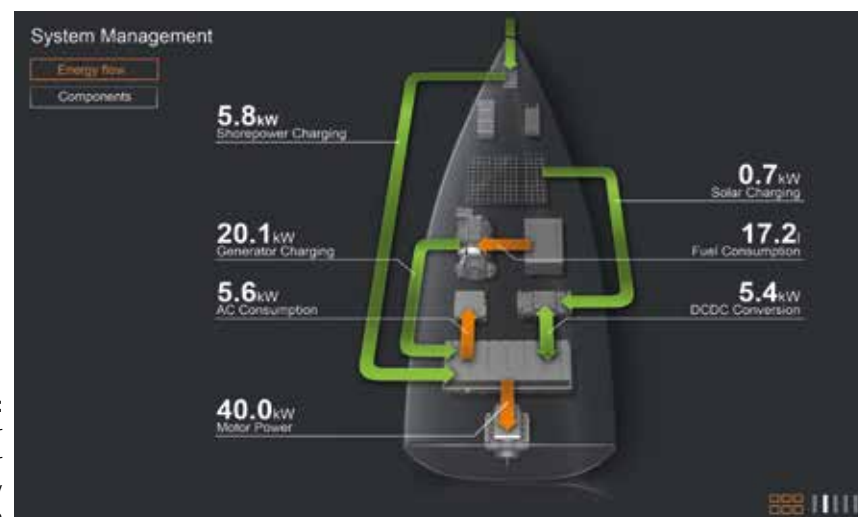 System Management
Energy flow
Components
5.8kW
Shorepower Charging
0.7kW
Solar Charging
20.1kW
Generator Charging
17.2l
Fuel Consumption
5.6kW
AC Consumption
5.4kW
DCDC Conversion
40.0kW
Motor Power